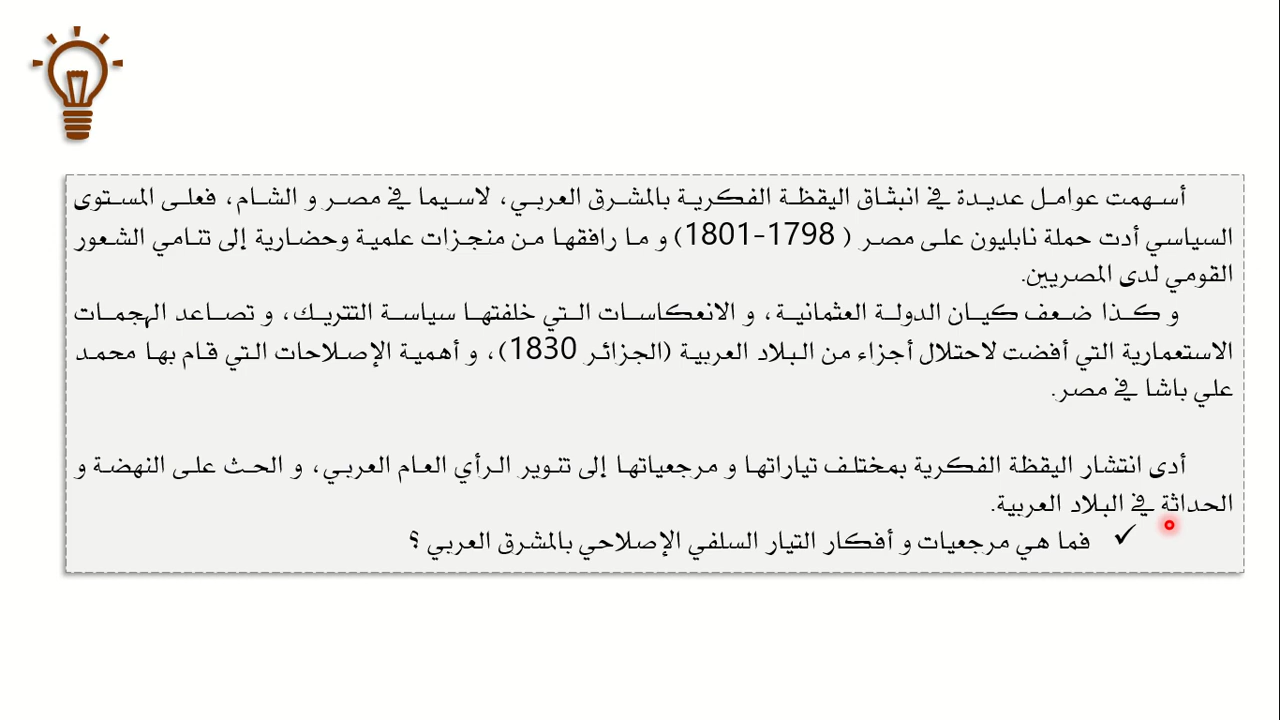 أسهمت عوامل عديدة في انبثاق اليقظة الفكرية بالمشرق العربي، لاسيما في مصر و الشام، فعلى المستوى
السياسي أدت حملة نابليون على مصر ( 1798-1801) و ما رافقها من منجزات علمية وحضارية إلى تنامي الشعور
القومي لدى المصريين.
و كذا ضعف كيان الدولة العثمانية، و الانعكاسات التي خلفتها سياسة التتريك، و تصاعد الهجمات
الاستعمارية التي أفضت لاحتلال أجزاء من البلاد العربية (الجزائر 1830)، و أهمية الإصلاحات التي قام بها محمد
علي باشا في مصر.
أدى انتشار اليقظة الفكرية بمختلف تياراتها و مرجعياتها إلى تنوير الرأي العام العربي، و الحث على النهضة و
الحداثة في البلاد العربية.
✓ فما هي مرجعيات و أفكار التيار السلفي الإصلاحي بالمشرق العربي ؟